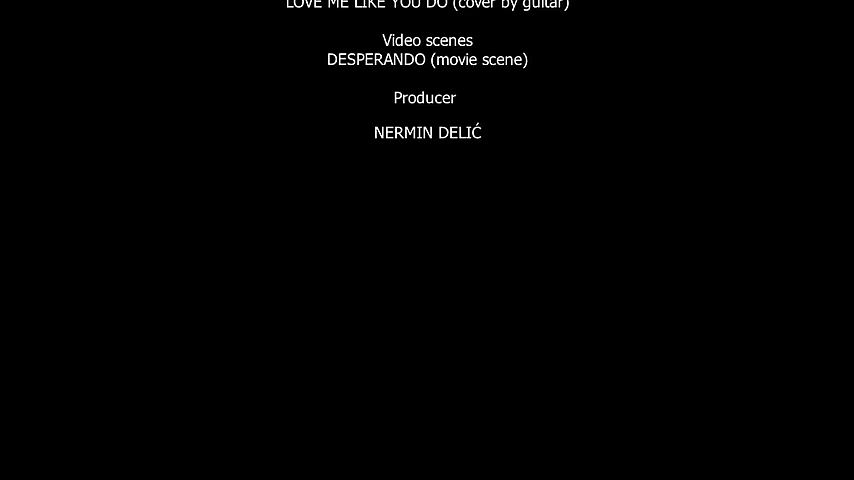 LOVE ME LIKE YOU DO (cover by guitar)
Video scenes
DESPERANDO (movie scene)
Producer
NERMIN DELIĆ